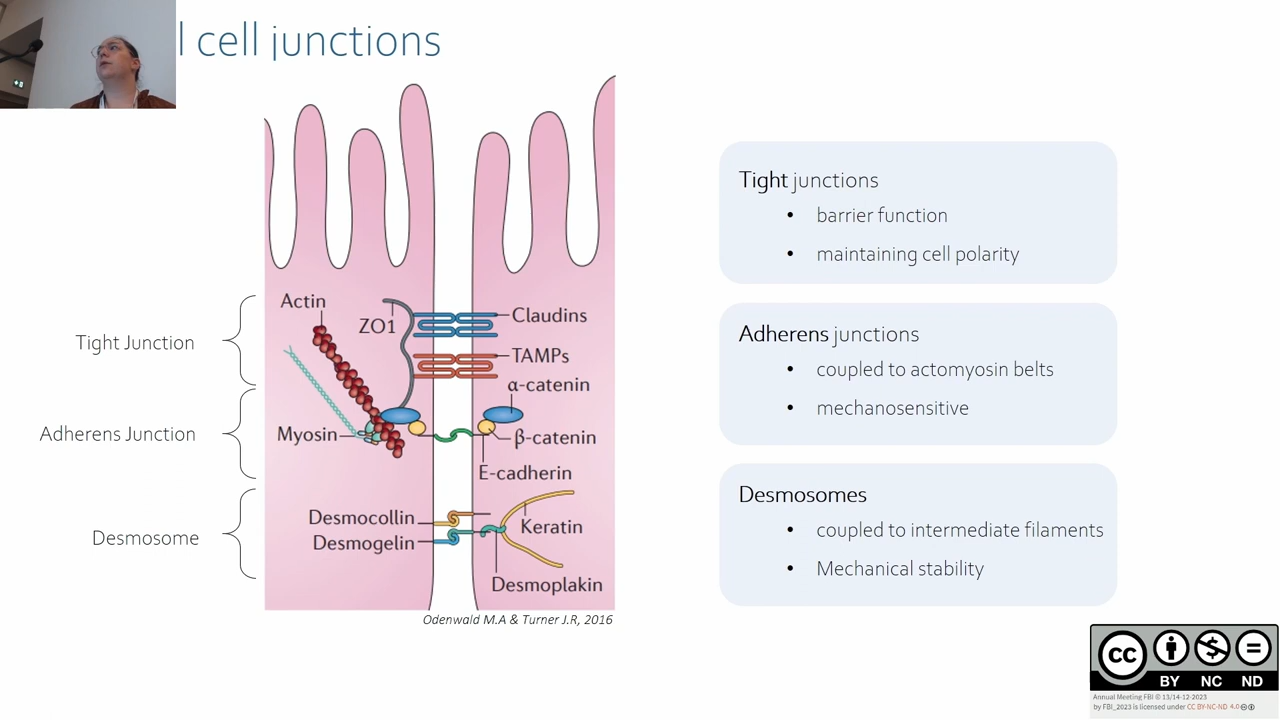 l cell junctions
Tight Junction
Adherens Junction
Desmosome
Actin
ZO1
Claudins
TAMPs
α-catenin
Myosin
β-catenin
E-cadherin
Desmocollin
Desmogelin
Keratin
Desmoplakin
Odenwald M.A & Turner J.R, 2016
Tight junctions
• barrier function
• maintaining cell polarity
Adherens junctions
• coupled to actomyosin belts
• mechanosensitive
Desmosomes
• coupled to intermediate filaments
• Mechanical stability
CC BY NC ND
Annual Meeting FBI © 13/14-12-2023
by FBI_2023 is licensed under CC BY-NC-ND 4.0